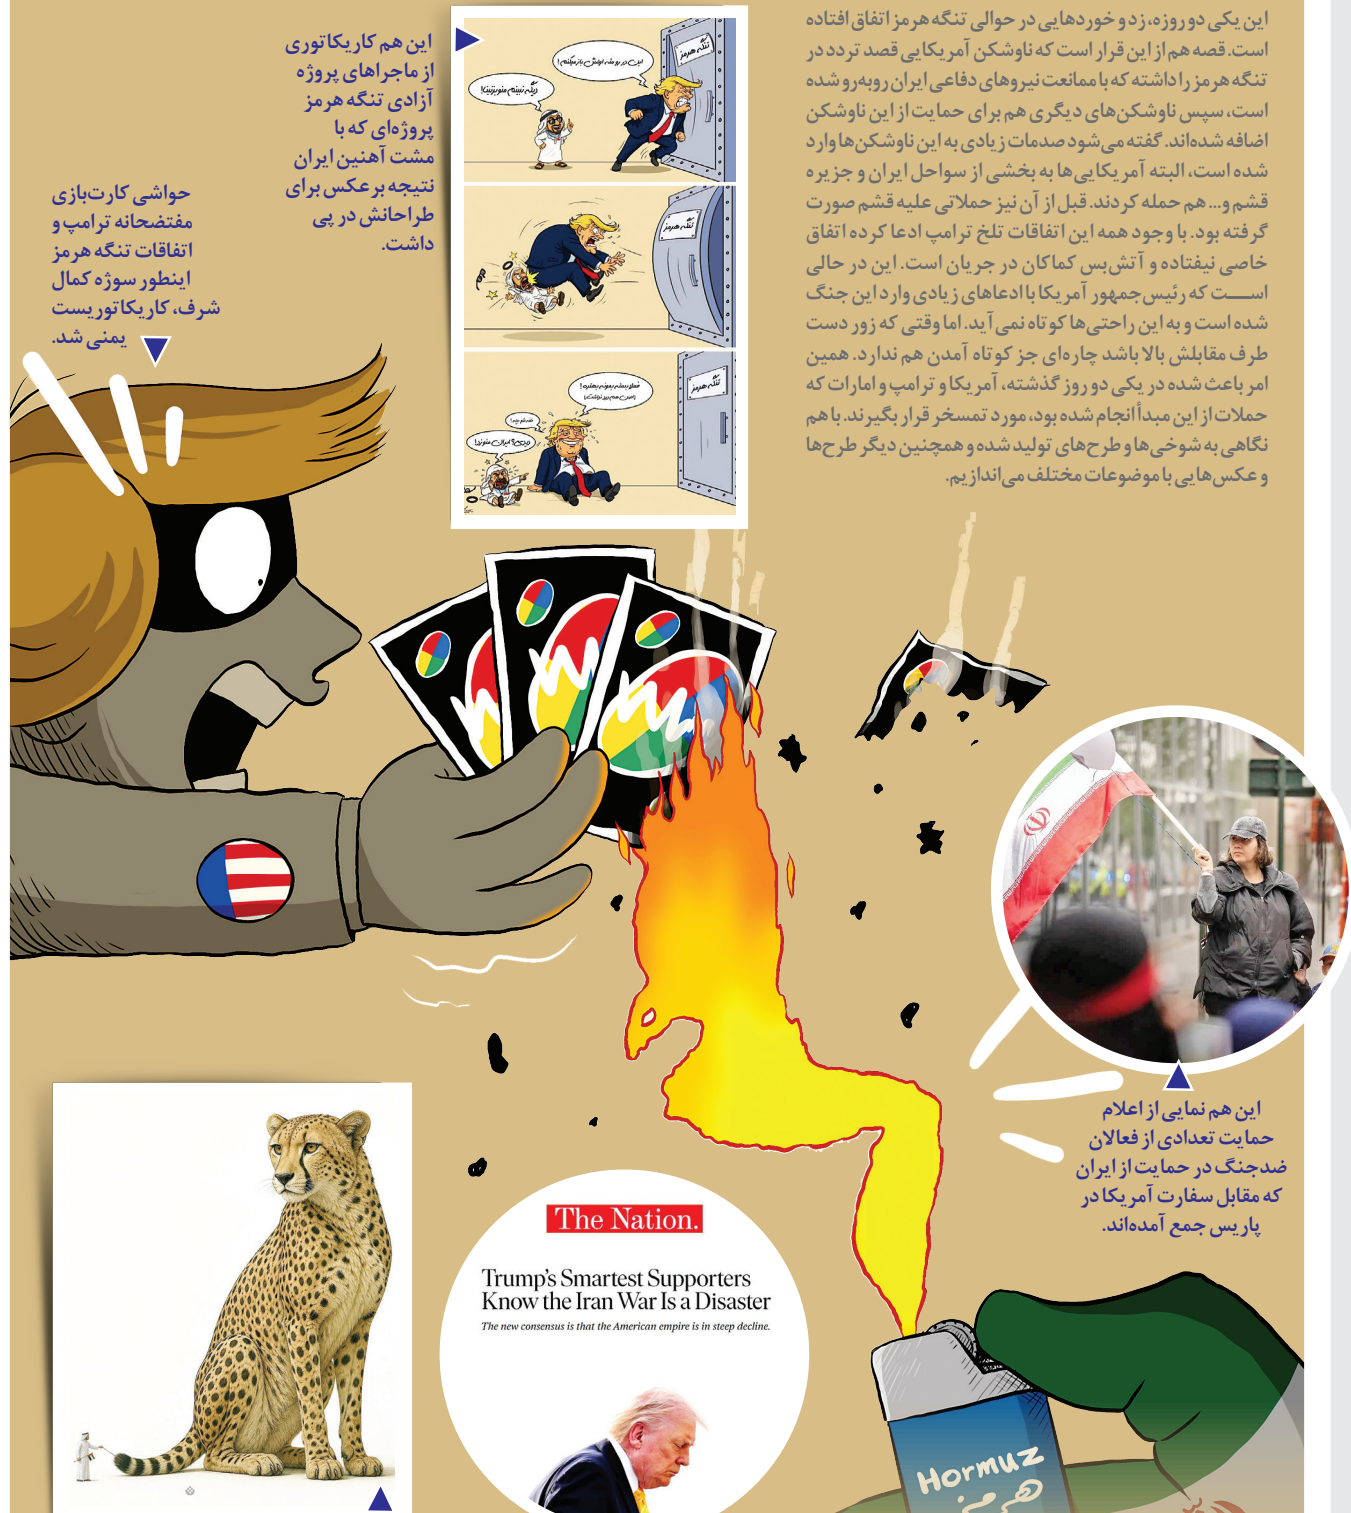 این یکی دو روزه، زد و خوردهایی در حوالی تنگه هرمز اتفاق افتاده
است. قصه هم از این قرار است که ناوشکن آمریکایی قصد تردد در
تنگه هرمز را داشته که با ممانعت نیروهای دفاعی ایران روبه‌رو شده
است، سپس ناوشکن‌های دیگری هم برای حمایت از این ناوشکن
اضافه شده‌اند. گفته می‌شود صدمات زیادی به این ناوشکن‌ها وارد
شده است، البته آمریکایی‌ها به بخشی از سواحل ایران و جزیره
قشم و... هم حمله کردند. قبل از آن نیز حملاتی علیه قشم صورت
گرفته بود. با وجود همه این اتفاقات تلخ ترامپ ادعا کرده اتفاق
خاصی نیفتاده و آتش‌بس کماکان در جریان است. این در حالی
اســت که رئیس‌جمهور آمریکا با ادعاهای زیادی وارد این جنگ
شده است و به این راحتی‌ها کوتاه نمی‌آید. اما وقتی که زور دست
طرف مقابلش بالا باشد چاره‌ای جز کوتاه آمدن هم ندارد. همین
امر باعث شده در یکی دو روز گذشته، آمریکا و ترامپ و امارات که
حملات از این مبدأ انجام شده بود، مورد تمسخر قرار بگیرند. با هم
نگاهی به شوخی‌ها و طرح‌های تولید شده و همچنین دیگر طرح‌ها
و عکس‌هایی با موضوعات مختلف می‌اندازیم.
این هم کاریکاتوری
از ماجراهای پروژه
آزادی تنگه هرمز
پروژه‌ای که با
مشت آهنین ایران
نتیجه برعکس برای
طراحانش در پی
داشت.
تنگه هرمز
تنگه هرمز
تنگه هرمز
حواشی کارت‌بازی
مفتضحانه ترامپ و
اتفاقات تنگه هرمز
اینطور سوژه کمال
شرف، کاریکاتوریست
یمنی شد.
این هم نمایی از اعلام
حمایت تعدادی از فعالان
ضدجنگ در حمایت از ایران
که مقابل سفارت آمریکا در
پاریس جمع آمده‌اند.
The Nation.
Trump's Smartest Supporters
Know the Iran War Is a Disaster
The new consensus is that the American empire is in steep decline.
Hormuz
هرمز